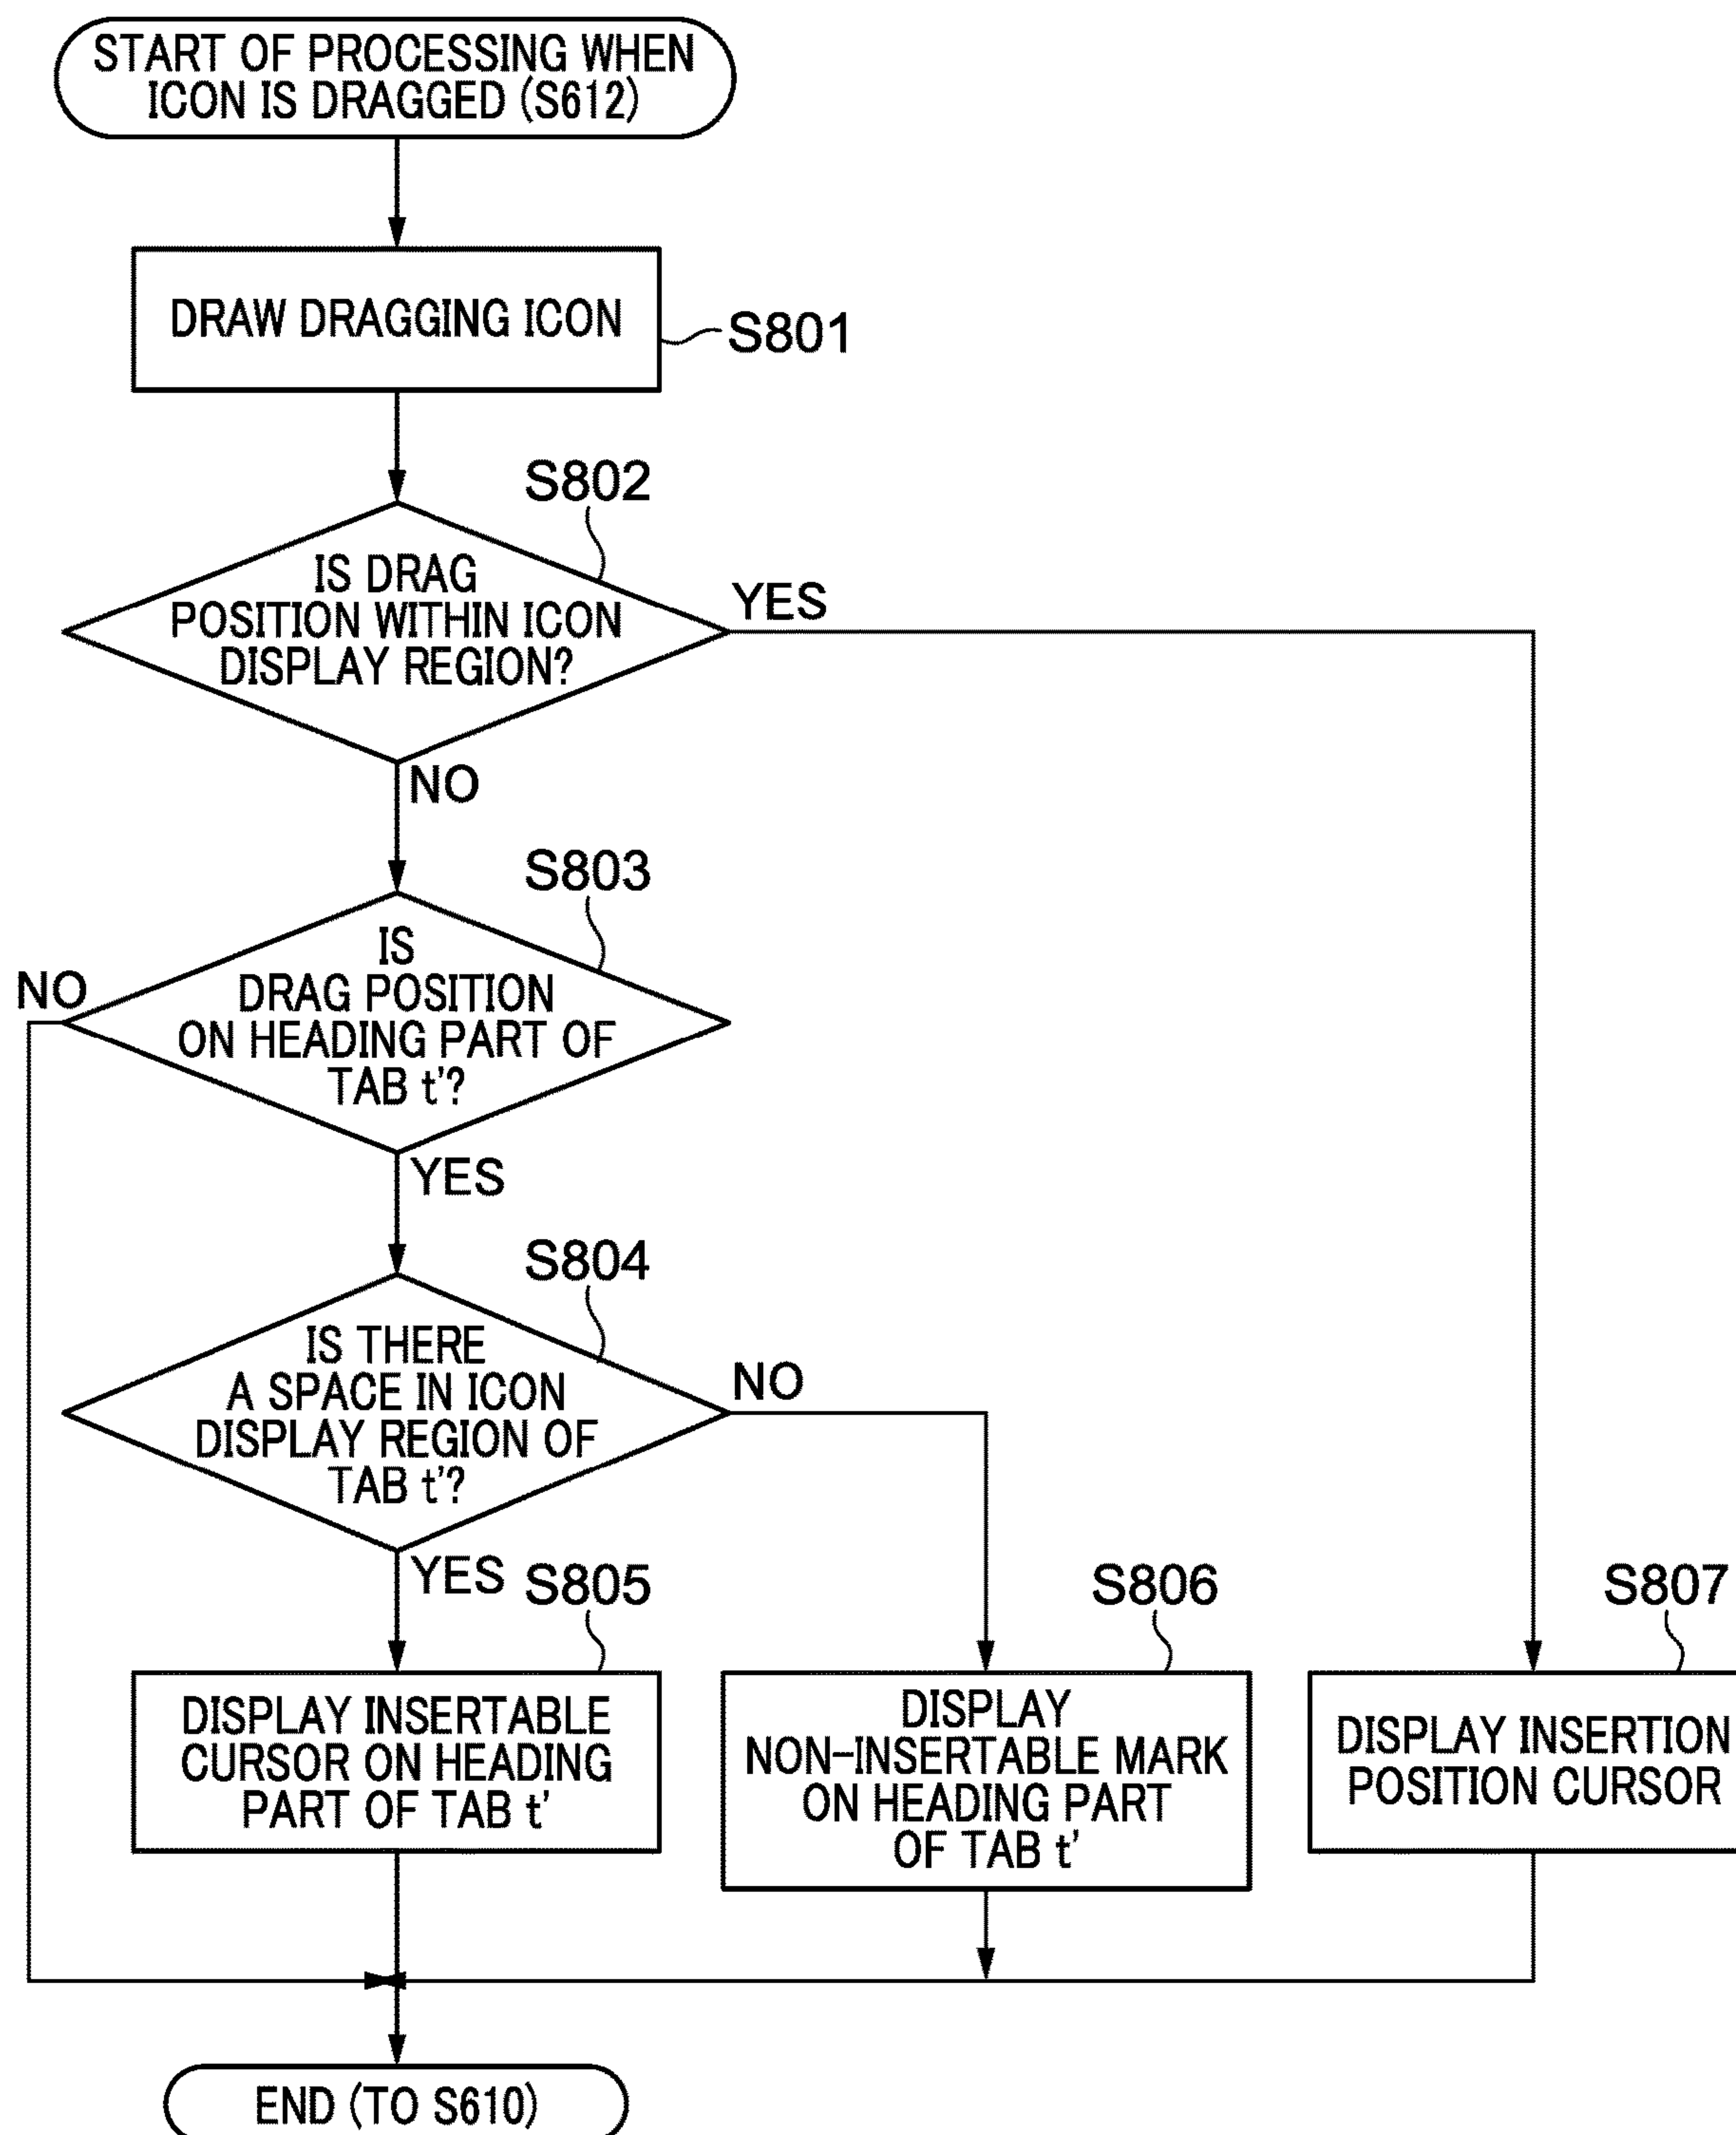 START OF PROCESSING WHEN
ICON IS DRAGGED (S612)
DRAW DRAGGING ICON
S801
S802
IS DRAG
POSITION WITHIN ICON
DISPLAY REGION?
YES
NO
S803
IS
DRAG POSITION
ON HEADING PART OF
TAB t'?
NO
YES
S804
IS THERE
A SPACE IN ICON
DISPLAY REGION OF
TAB t'?
NO
YES
S805
DISPLAY INSERTABLE
CURSOR ON HEADING
PART OF TAB t'
S806
DISPLAY
NON-INSERTABLE MARK
ON HEADING PART
OF TAB t'
S807
DISPLAY INSERTION
POSITION CURSOR
END (TO S610)